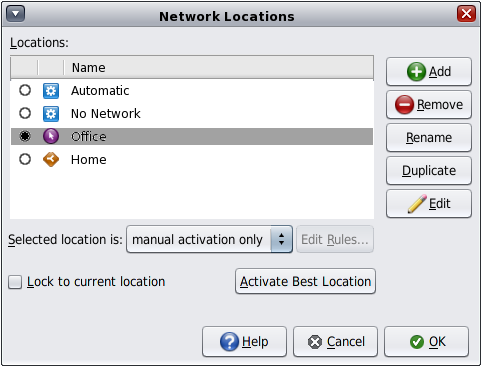 Network Locations
Locations:
Name
Automatic
No Network
Office
Home
Add
Remove
Rename
Duplicate
Edit
Selected location is: manual activation only Edit Rules...
Lock to current location Activate Best Location
Help Cancel OK